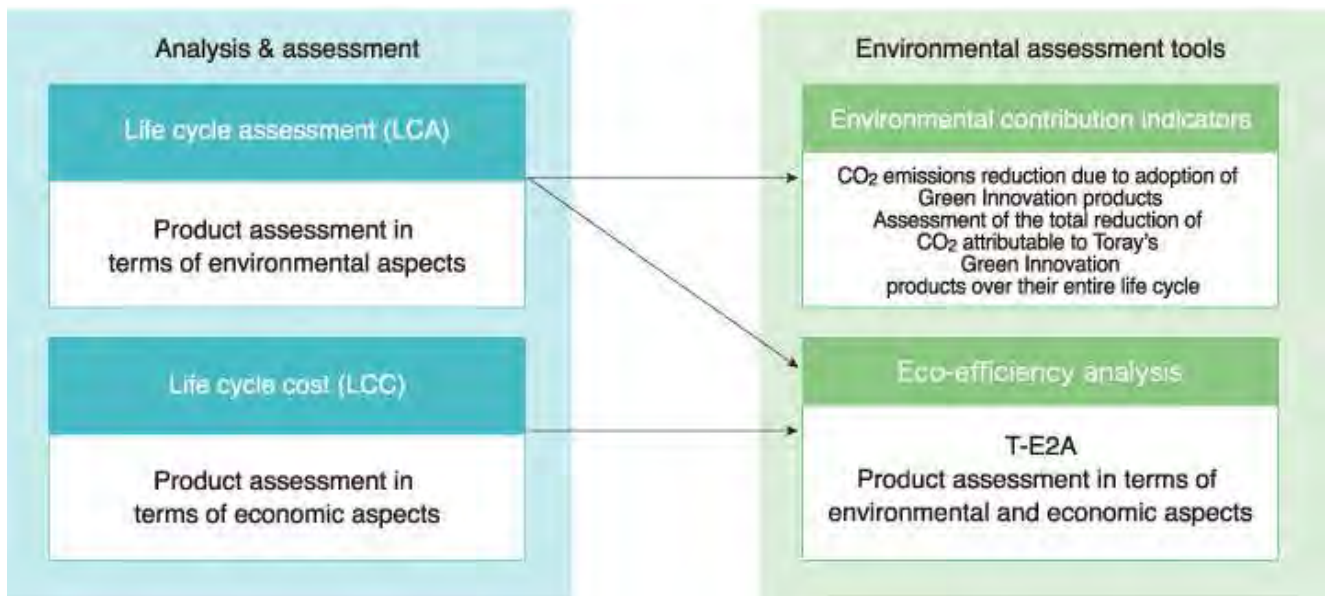 Analysis & assessment
Life cycle assessment (LCA)
Product assessment in
terms of environmental aspects
Life cycle cost (LCC)
Product assessment in
terms of economic aspects
Environmental assessment tools
Environmental contribution indicators
CO2 emissions reduction due to adoption of
Green Innovation products
Assessment of the total reduction of
CO2 attributable to Toray's
Green Innovation
products over their entire life cycle
Eco-efficiency analysis
T-E2A
Product assessment in terms of
environmental and economic aspects